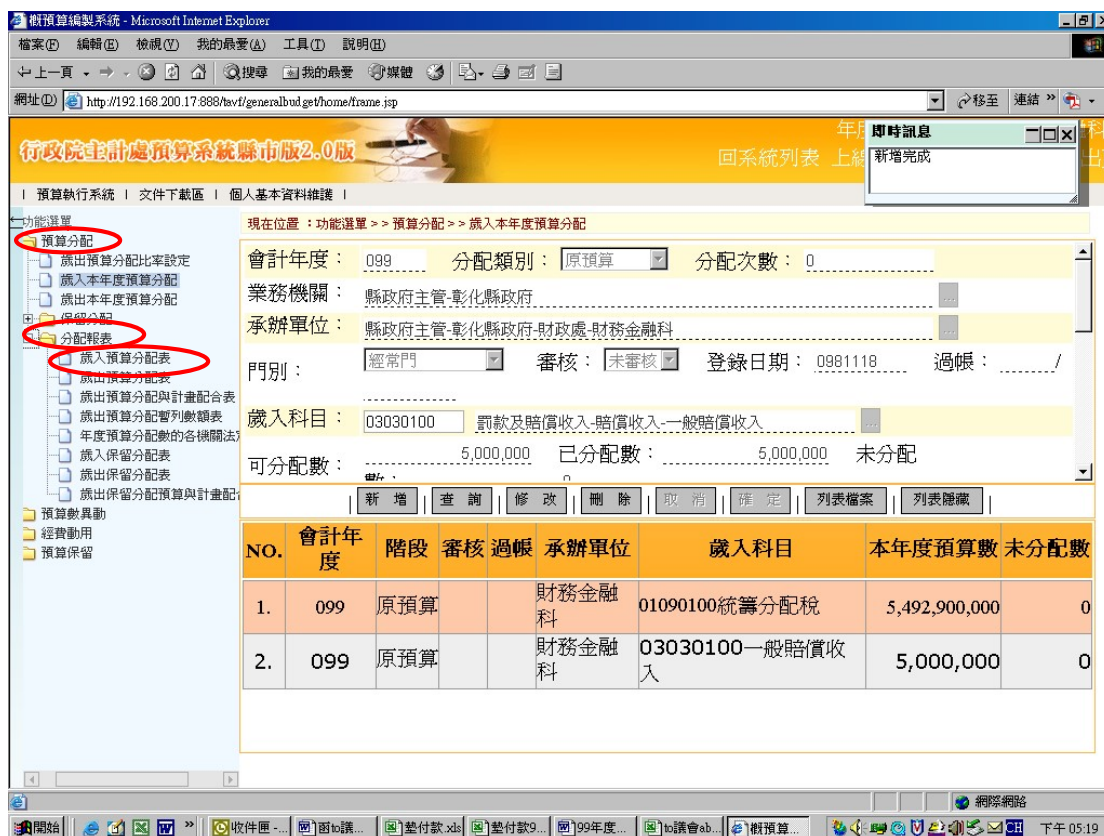 概預算編製系統 - Microsoft Internet Explorer
檔案(F) 編輯(E) 檢視(V) 我的最愛(A) 工具(T) 說明(H)
上一頁 搜尋 我的最愛 媒體
網址(D) http://192.168.200.17:888/tavf/generalbudget/home/frame.jsp 移至 連結 »
行政院主計處預算系統縣市版2.0版
回系統列表
即時訊息
新增完成
| 預算執行系統 | 文件下載區 | 個人基本資料維護 |
功能選單
預算分配
歲出預算分配比率設定
歲入本年度預算分配
歲出本年度預算分配
保留分配
分配報表
歲入預算分配表
歲出預算分配表
歲出預算分配與計畫配合表
歲出預算分配暫列數額表
年度預算分配數的各機關法
歲入保留分配表
歲出保留分配表
歲出保留分配預算與計畫配
預算數異動
經費動用
預算保留
現在位置 : 功能選單 >> 預算分配 >> 歲入本年度預算分配
會計年度: 099 分配類別: 原預算 分配次數: 0
業務機關: 縣政府主管-彰化縣政府 ...
承辦單位: 縣政府主管-彰化縣政府-財政處-財務金融科 ...
門別: 經常門 審核: 未審核 登錄日期: 0981118 過帳: /
歲入科目: 03030100 罰款及賠償收入-賠償收入-一般賠償收入 ...
可分配數: 5,000,000 已分配數: 5,000,000 未分配
| 新 增 | 查 詢 | 修 改 | 刪 除 | 取 消 | 確 定 | 列表檔案 | 列表隱藏 |
NO. 會計年度 階段 審核 過帳 承辦單位 歲入科目 本年度預算數 未分配數
1. 099 原預算 財務金融科 01090100統籌分配稅 5,492,900,000 0
2. 099 原預算 財務金融科 03030100一般賠償收入 5,000,000 0
網際網路
開始 » 收件匣 -... 函to議... 墊付款.xls 墊付款9... 99年度... to議會ab... 概預算... CH 下午 05:19